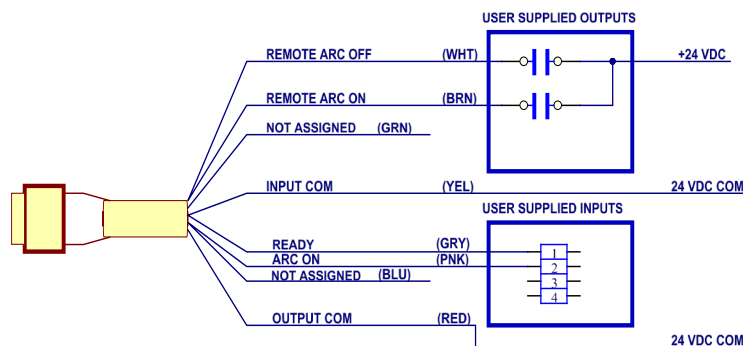 USER SUPPLIED OUTPUTS
REMOTE ARC OFF (WHT) +24 VDC
REMOTE ARC ON (BRN)
NOT ASSIGNED (GRN)
INPUT COM (YEL) 24 VDC COM
USER SUPPLIED INPUTS
READY (GRY) 1
ARC ON (PNK) 2
NOT ASSIGNED (BLU) 3
4
OUTPUT COM (RED)
24 VDC COM